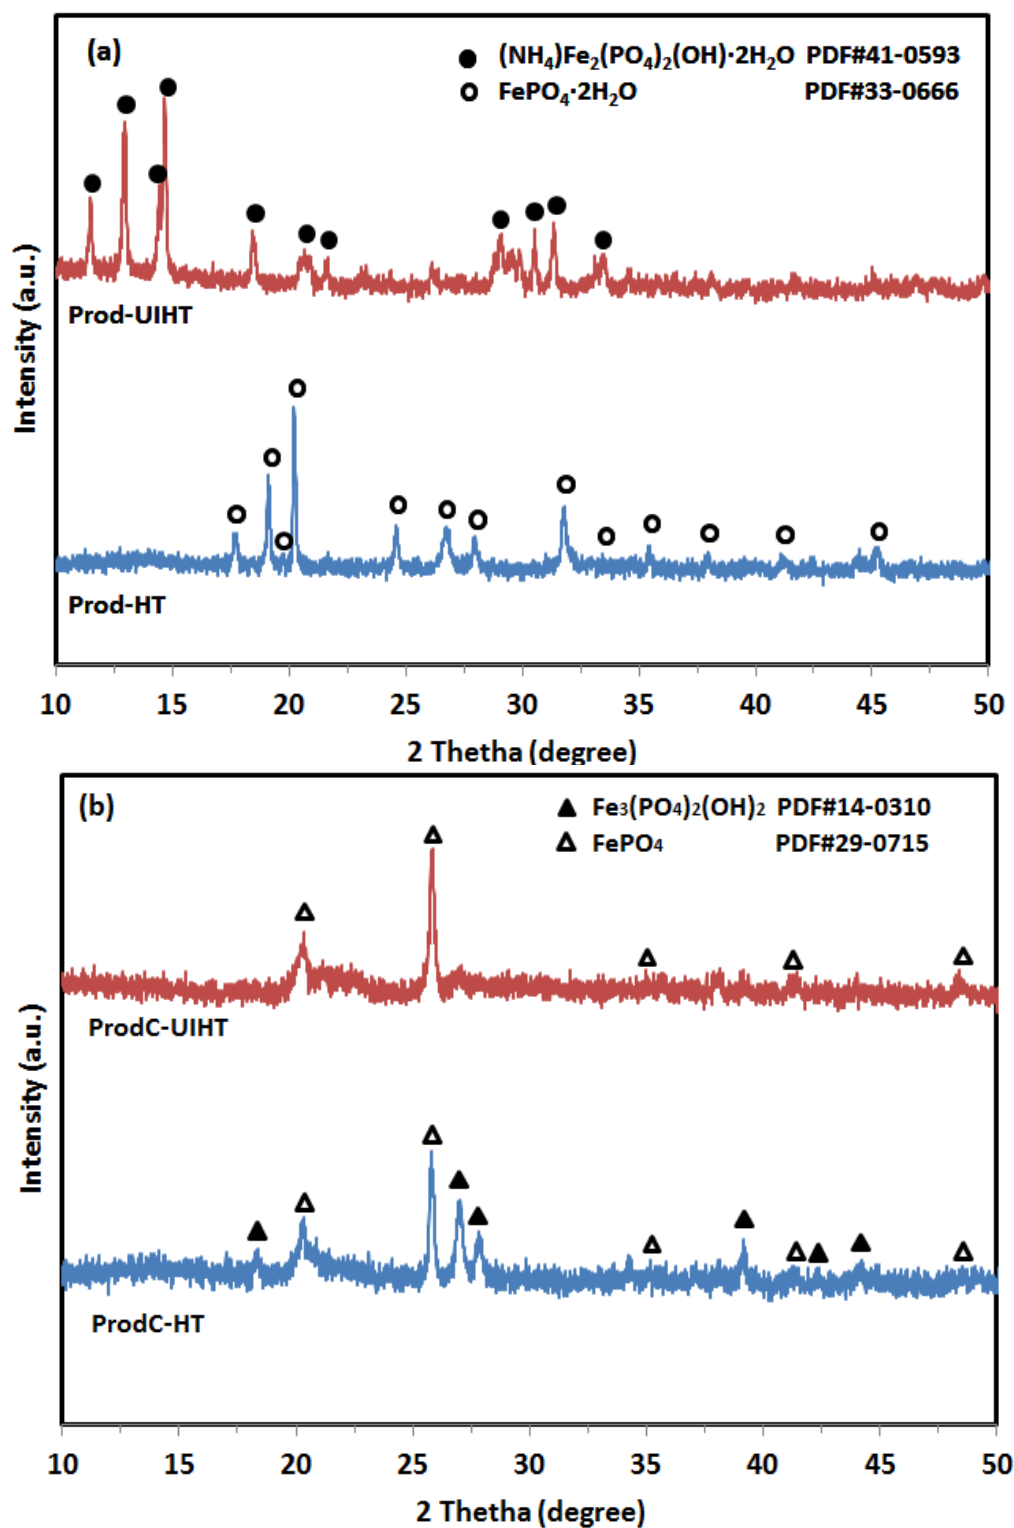 (a)
● (NH₄)Fe₂(PO₄)₂(OH)·2H₂O PDF#41-0593
○ FePO₄·2H₂O PDF#33-0666
Intensity (a.u.)
Prod-UIHT
Prod-HT
10 15 20 25 30 35 40 45 50
2 Thetha (degree)
(b)
▲ Fe₃(PO₄)₂(OH)₂ PDF#14-0310
△ FePO₄ PDF#29-0715
Intensity (a.u.)
ProdC-UIHT
ProdC-HT
10 15 20 25 30 35 40 45 50
2 Thetha (degree)